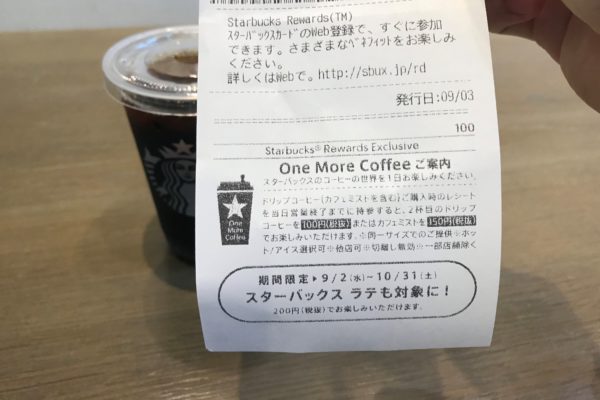 Starbucks Rewards(TM)
ｽﾀｰﾊﾞｯｸｽｶｰﾄﾞのWeb登録で、すぐに参加
できます。さまざまなﾍﾞﾈﾌｨｯﾄをお楽しみ
ください。
詳しくはWebで。http://sbux.jp/rd
発行日:09/03
100
Starbucks® Rewards Exclusive
One More Coffee ご案内
スターバックスのコーヒーの世界を1日お楽しみください。
ドリップコーヒー(カフェミストを含む)ご購入時のレシート
を当日営業終了までに持参すると、2杯目のドリップ
コーヒーを100円(税抜)またはカフェミストを150円(税抜)
でお楽しみいただけます。※同一サイズでのご提供※ホッ
ト/アイス選択可※他店可※切離し無効※一部店舗除く
One
More
Coffee
期間限定▶9/2(水)~10/31(土)
スターバックス ラテも対象に!
200円(税抜)でお楽しみいただけます。